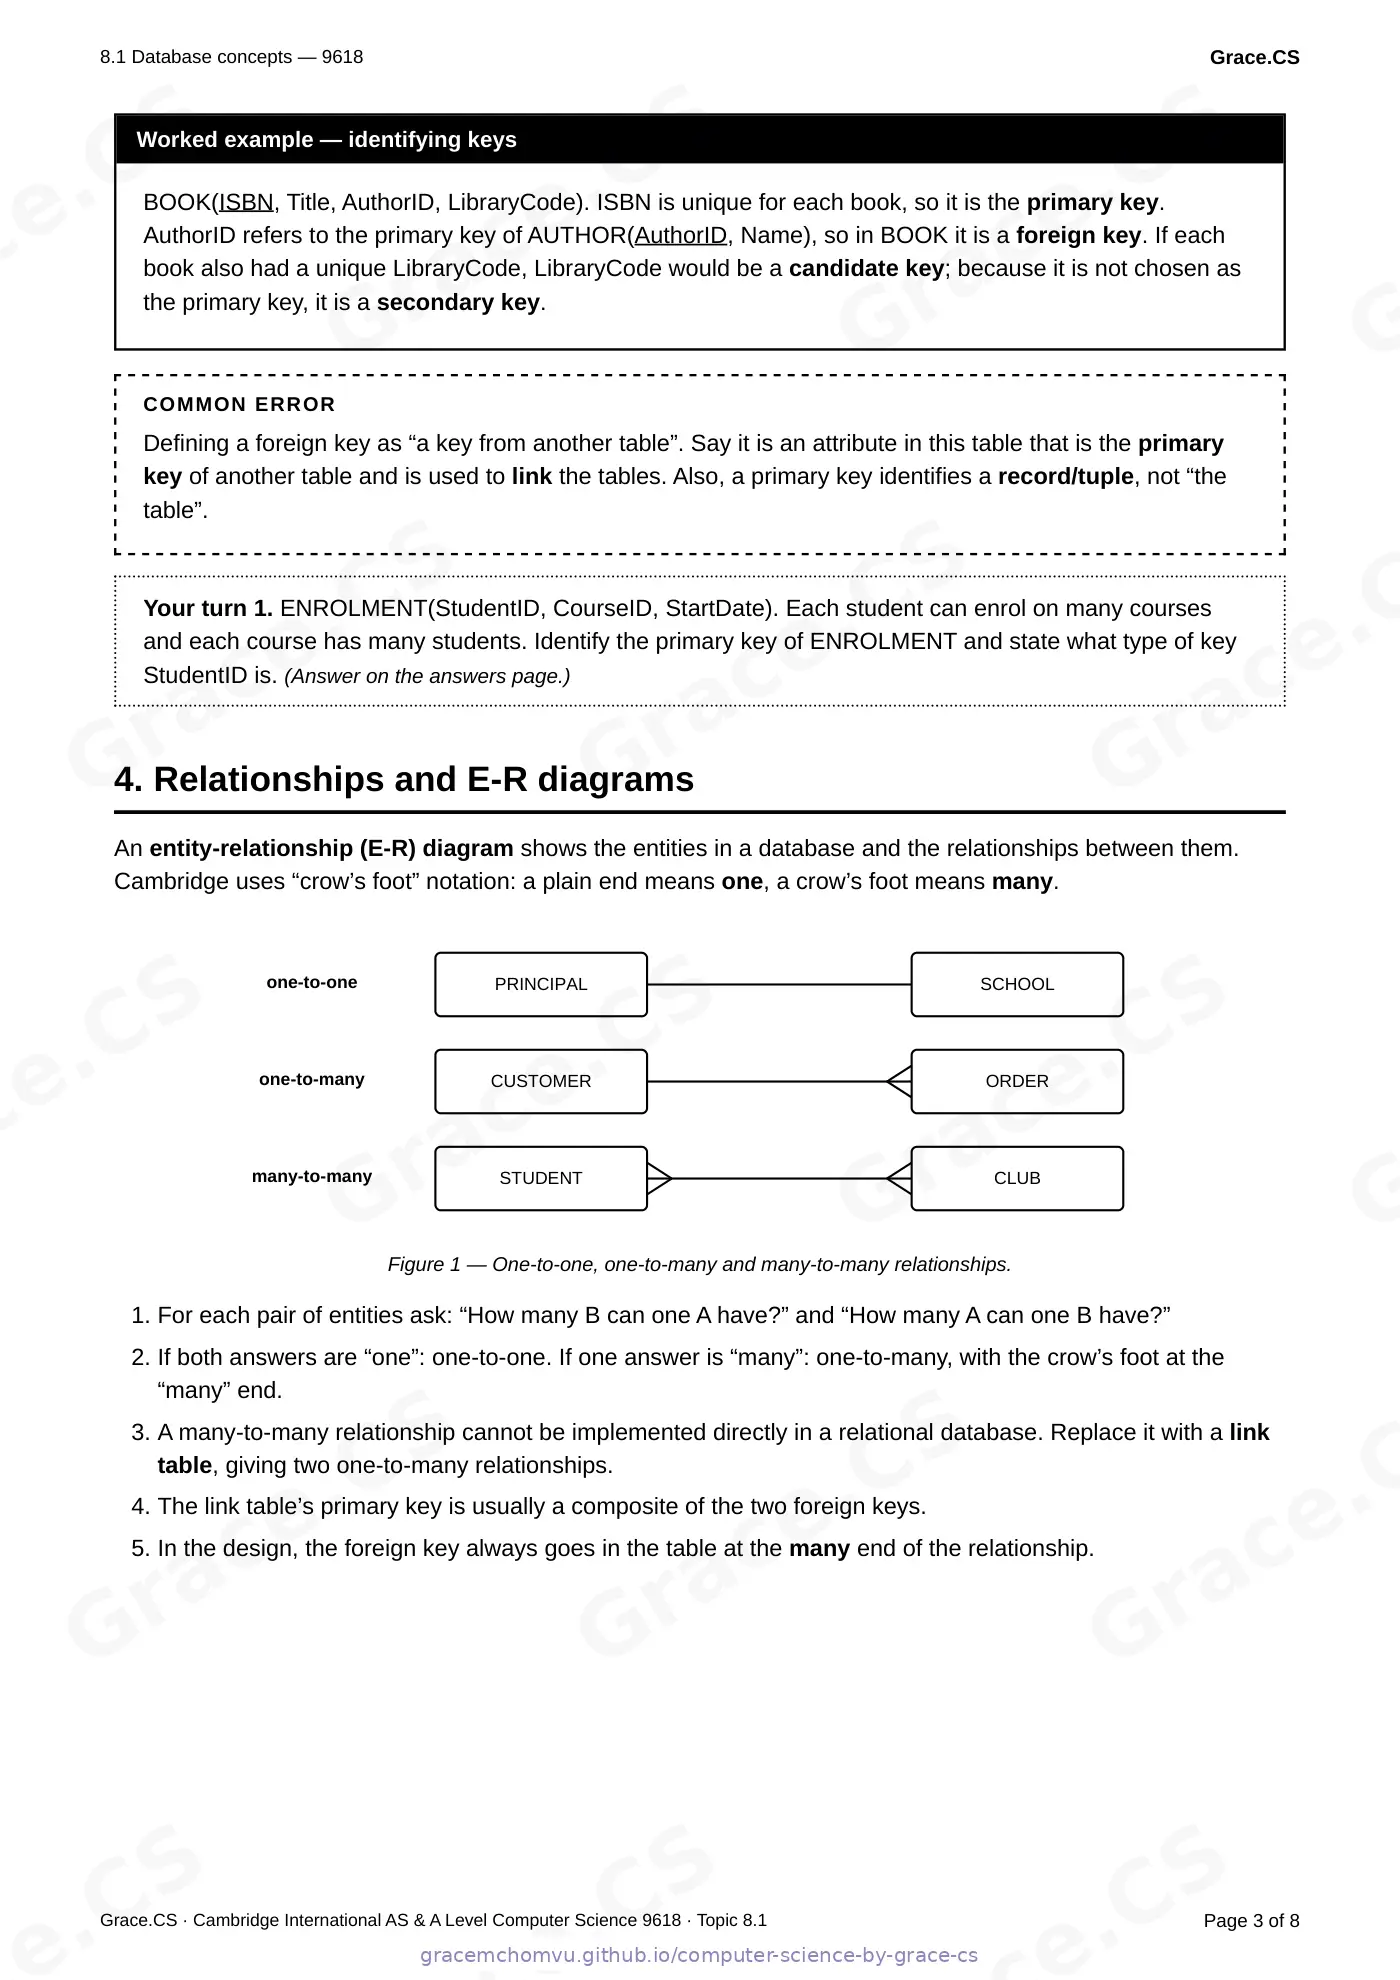 8.1 Database concepts — 9618
Grace.CS
Worked example — identifying keys
BOOK(ISBN, Title, AuthorID, LibraryCode). ISBN is unique for each book, so it is the primary key.
AuthorID refers to the primary key of AUTHOR(AuthorID, Name), so in BOOK it is a foreign key. If each
book also had a unique LibraryCode, LibraryCode would be a candidate key; because it is not chosen as
the primary key, it is a secondary key.
COMMON ERROR
Defining a foreign key as “a key from another table”. Say it is an attribute in this table that is the primary
key of another table and is used to link the tables. Also, a primary key identifies a record/tuple, not “the
table”.
Your turn 1. ENROLMENT(StudentID, CourseID, StartDate). Each student can enrol on many courses
and each course has many students. Identify the primary key of ENROLMENT and state what type of key
StudentID is. (Answer on the answers page.)
4. Relationships and E-R diagrams
An entity-relationship (E-R) diagram shows the entities in a database and the relationships between them.
Cambridge uses “crow’s foot” notation: a plain end means one, a crow’s foot means many.
one-to-one PRINCIPAL SCHOOL
one-to-many CUSTOMER ORDER
many-to-many STUDENT CLUB
Figure 1 — One-to-one, one-to-many and many-to-many relationships.
1. For each pair of entities ask: “How many B can one A have?” and “How many A can one B have?”
2. If both answers are “one”: one-to-one. If one answer is “many”: one-to-many, with the crow’s foot at the
“many” end.
3. A many-to-many relationship cannot be implemented directly in a relational database. Replace it with a link
table, giving two one-to-many relationships.
4. The link table’s primary key is usually a composite of the two foreign keys.
5. In the design, the foreign key always goes in the table at the many end of the relationship.
Grace.CS · Cambridge International AS & A Level Computer Science 9618 · Topic 8.1
Page 3 of 8
gracemchomvu.github.io/computer-science-by-grace-cs